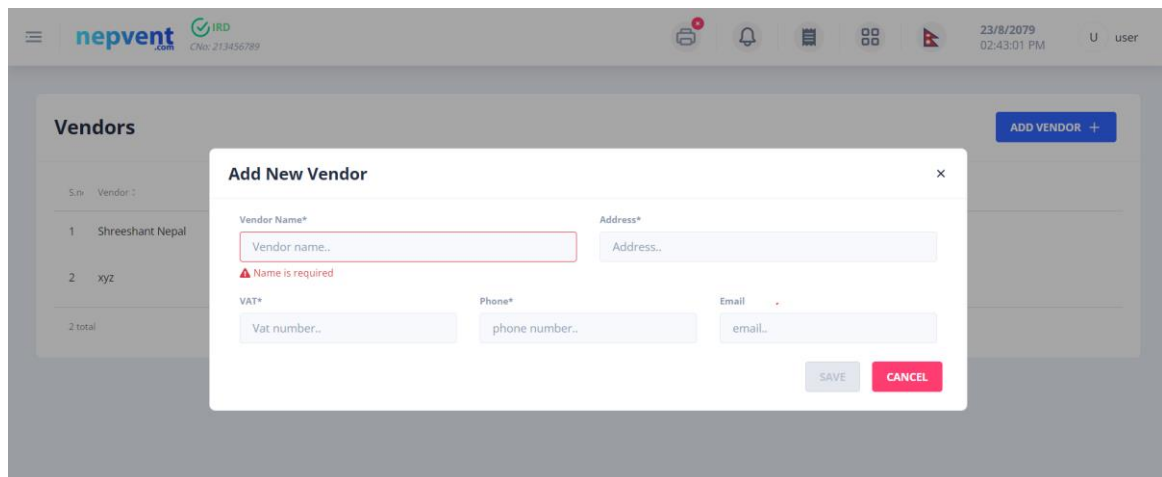 nepvent
.com
IRD
CNo: 213456789
23/8/2079
02:43:01 PM
U user
Vendors
ADD VENDOR +
Add New Vendor
×
Vendor
1 Shreeshant Nepal
2 xyz
2 total
Vendor Name*
Address*
Vendor name..
Address..
Name is required
VAT*
Phone*
Email
Vat number..
phone number..
email..
SAVE
CANCEL